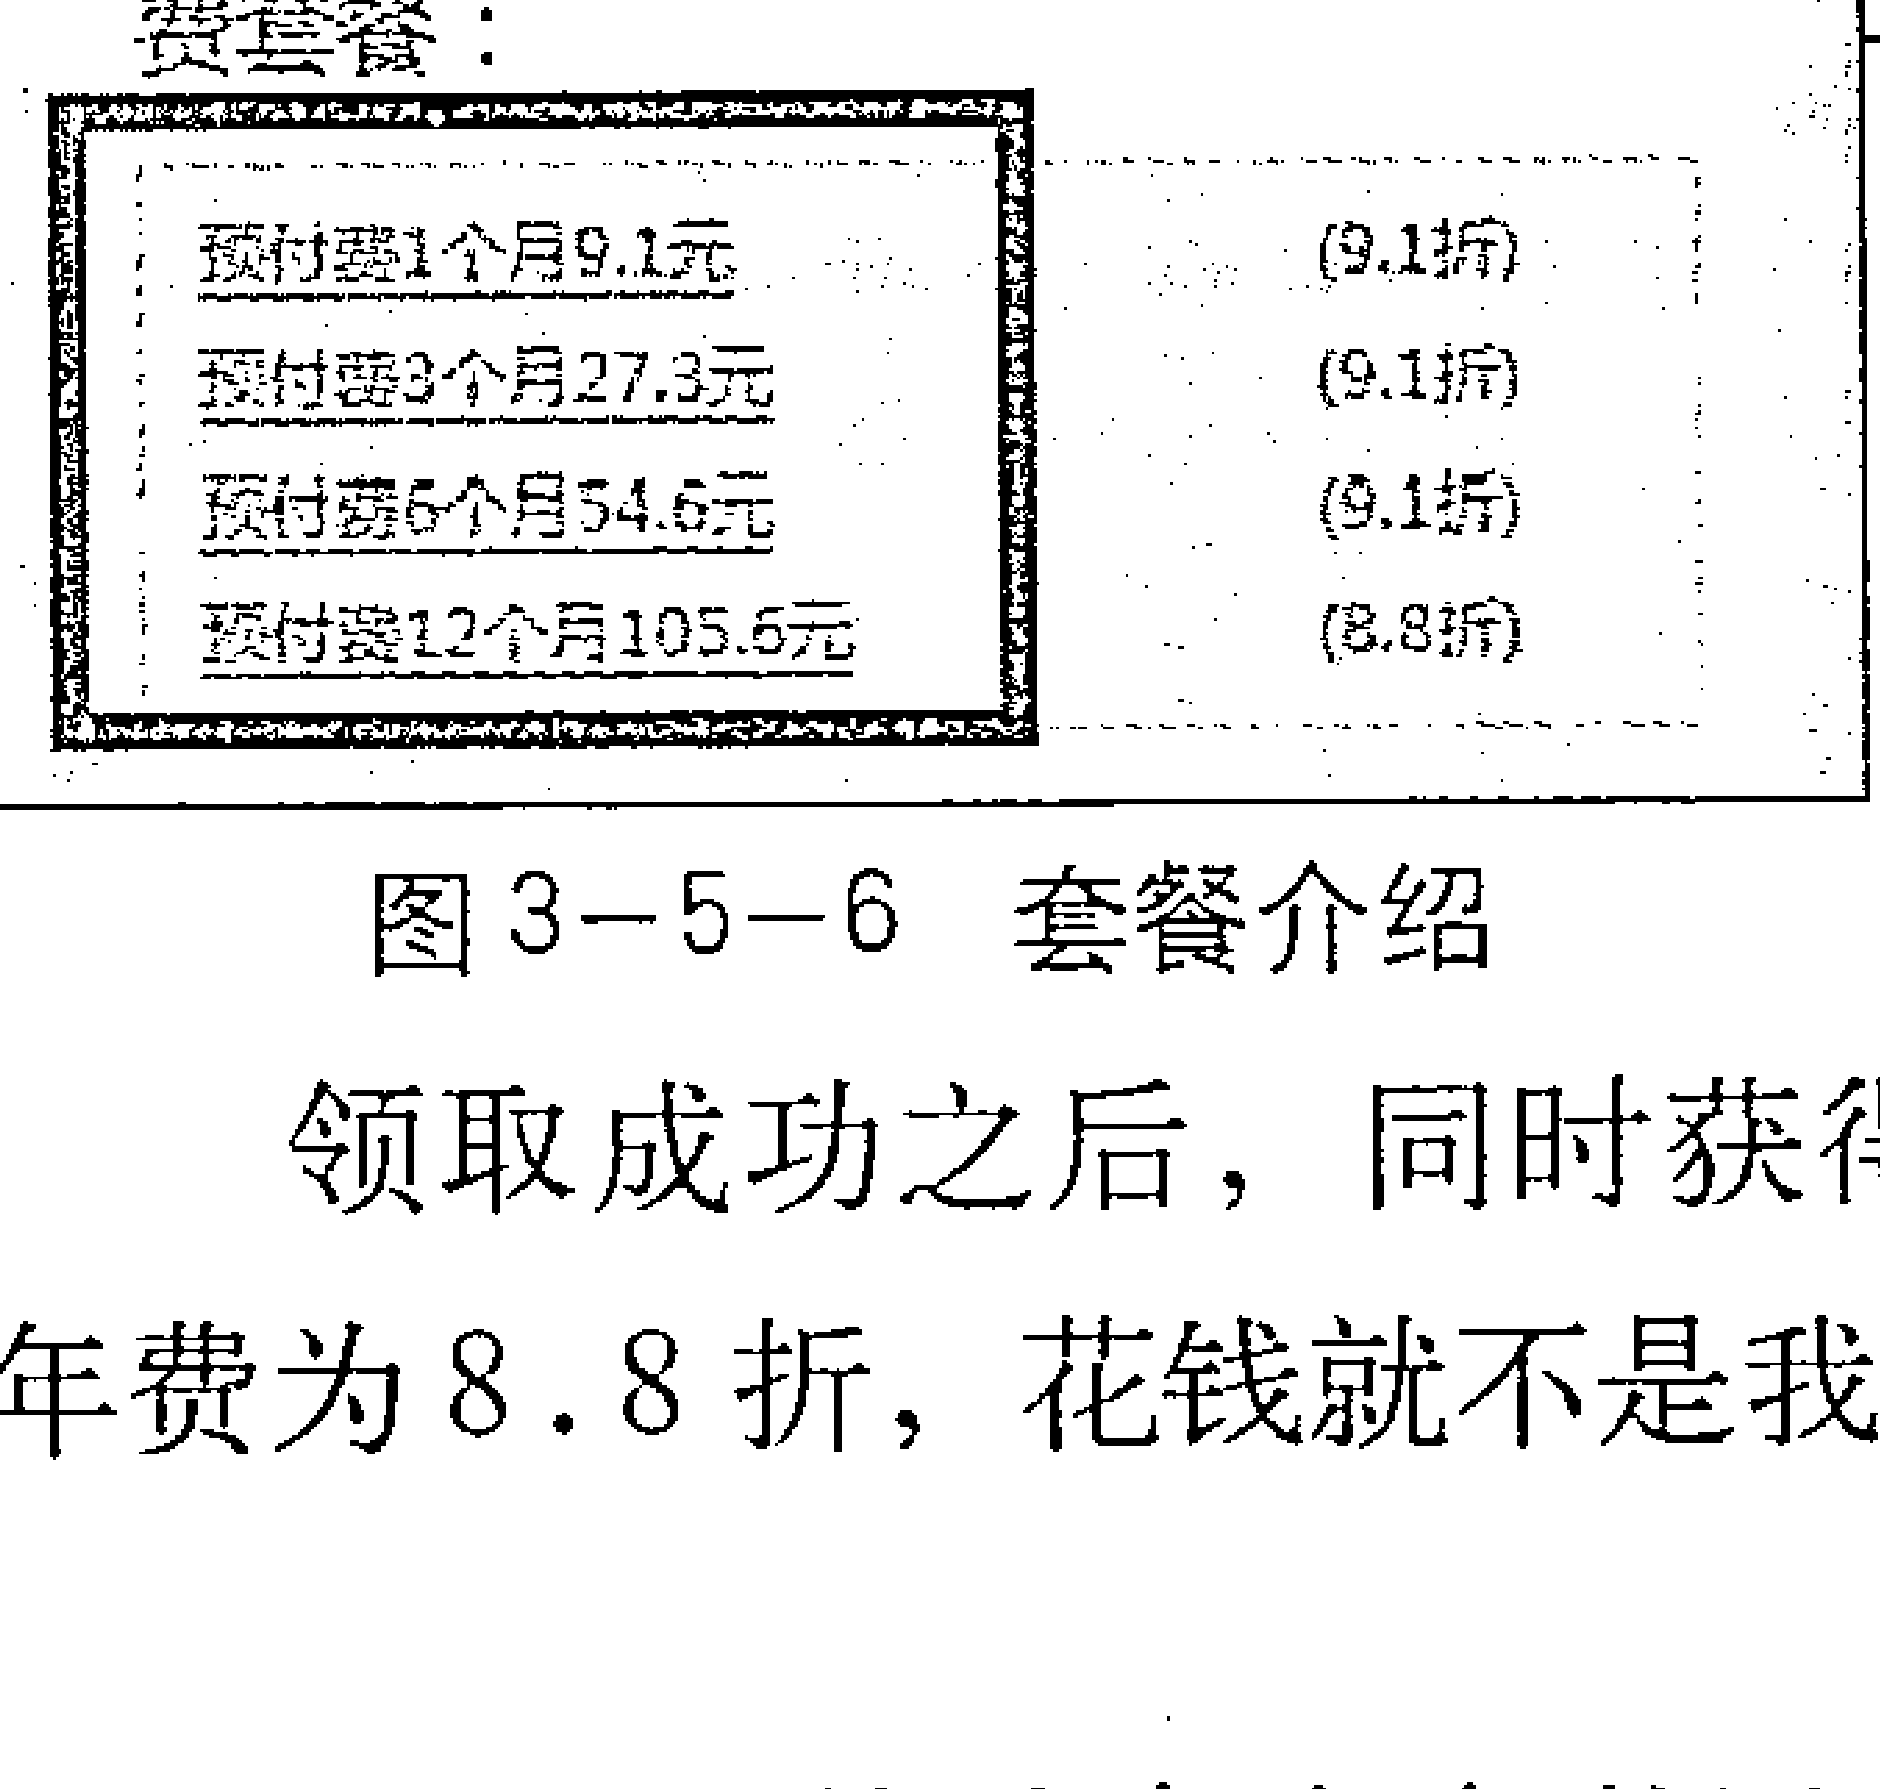 费套餐：
预付费1个月9.1元 (9.1折)
预付费3个月27.3元 (9.1折)
预付费6个月54.6元 (9.1折)
预付费12个月105.6元 (8.8折)
图3－5－6 套餐介绍
领取成功之后，同时获得
年费为8.8折，花钱就不是我